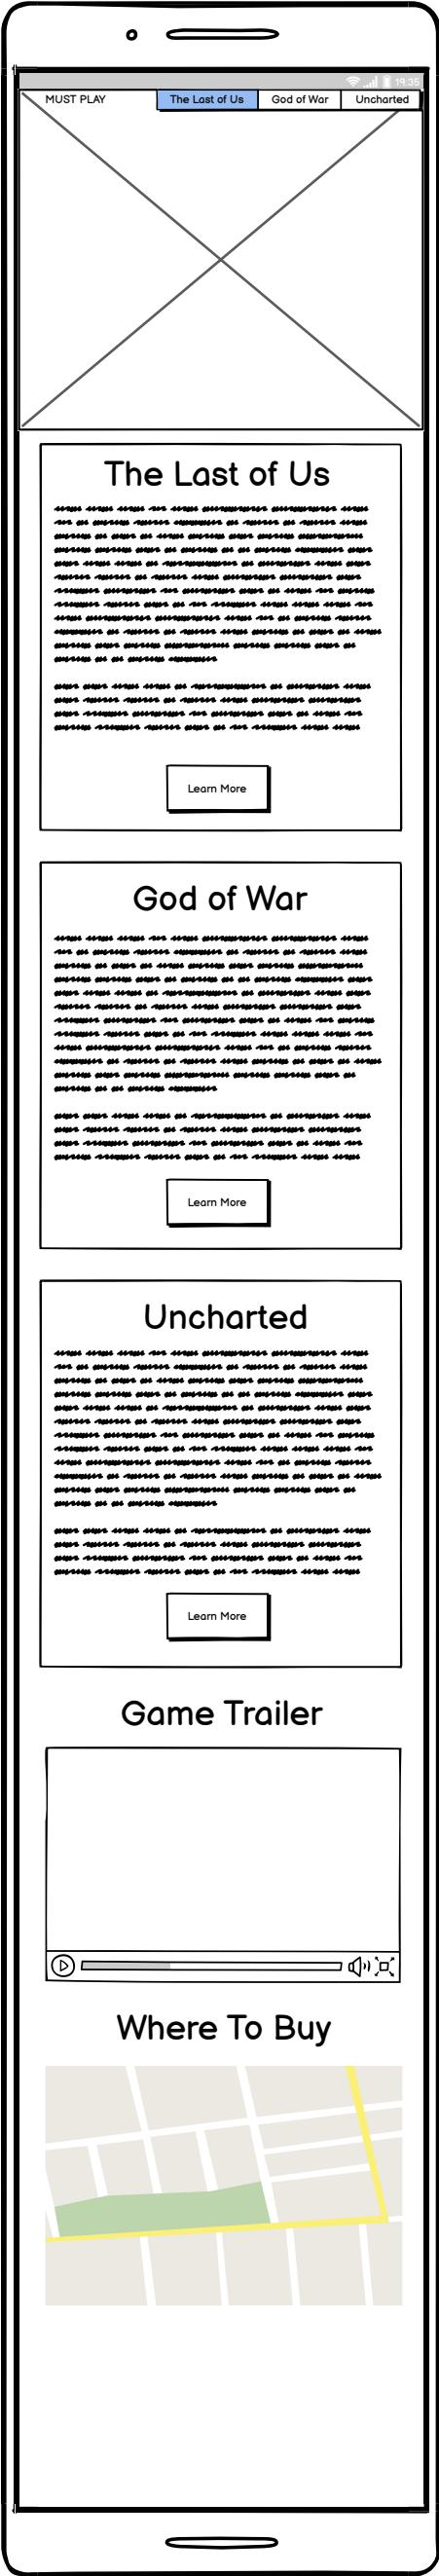 19:35
MUST PLAY
The Last of Us
God of War
Uncharted
The Last of Us
Learn More
God of War
Learn More
Uncharted
Learn More
Game Trailer
Where To Buy